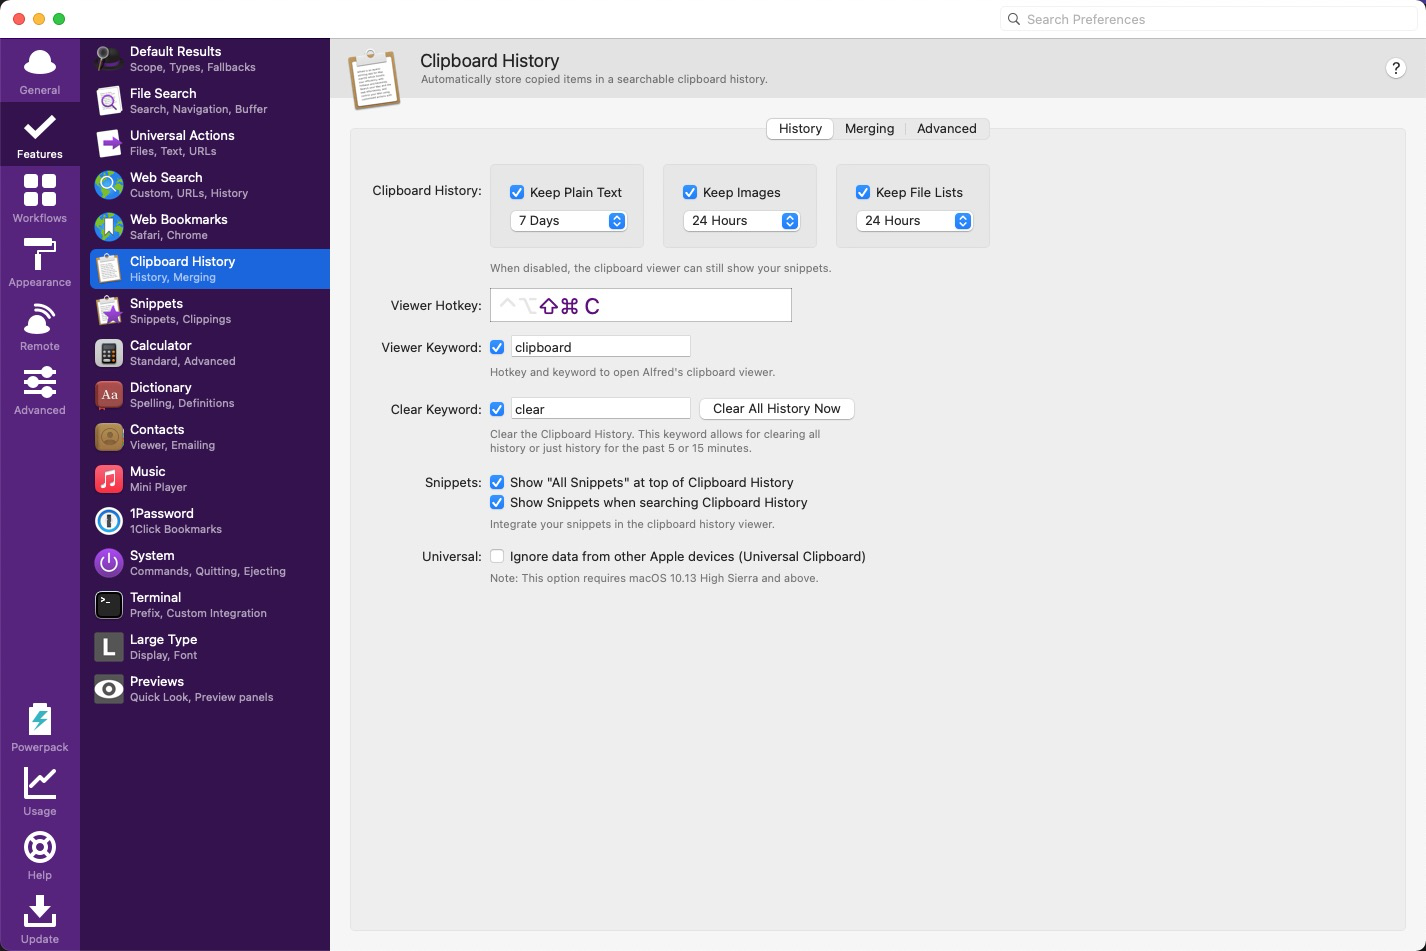 Search Preferences
General
Features
Workflows
Appearance
Remote
Advanced
Powerpack
Usage
Help
Update
Default Results
Scope, Types, Fallbacks
File Search
Search, Navigation, Buffer
Universal Actions
Files, Text, URLs
Web Search
Custom, URLs, History
Web Bookmarks
Safari, Chrome
Clipboard History
History, Merging
Snippets
Snippets, Clippings
Calculator
Standard, Advanced
Aa
Dictionary
Spelling, Definitions
Contacts
Viewer, Emailing
Music
Mini Player
1Password
1Click Bookmarks
System
Commands, Quitting, Ejecting
>-
Terminal
Prefix, Custom Integration
L
Large Type
Display, Font
Previews
Quick Look, Preview panels
Clipboard History
Automatically store copied items in a searchable clipboard history.
?
History Merging Advanced
Clipboard History: Keep Plain Text Keep Images Keep File Lists
7 Days 24 Hours 24 Hours
When disabled, the clipboard viewer can still show your snippets.
Viewer Hotkey: ⌃⌥⇧⌘ C
Viewer Keyword: clipboard
Hotkey and keyword to open Alfred's clipboard viewer.
Clear Keyword: clear Clear All History Now
Clear the Clipboard History. This keyword allows for clearing all
history or just history for the past 5 or 15 minutes.
Snippets: Show "All Snippets" at top of Clipboard History
Show Snippets when searching Clipboard History
Integrate your snippets in the clipboard history viewer.
Universal: Ignore data from other Apple devices (Universal Clipboard)
Note: This option requires macOS 10.13 High Sierra and above.